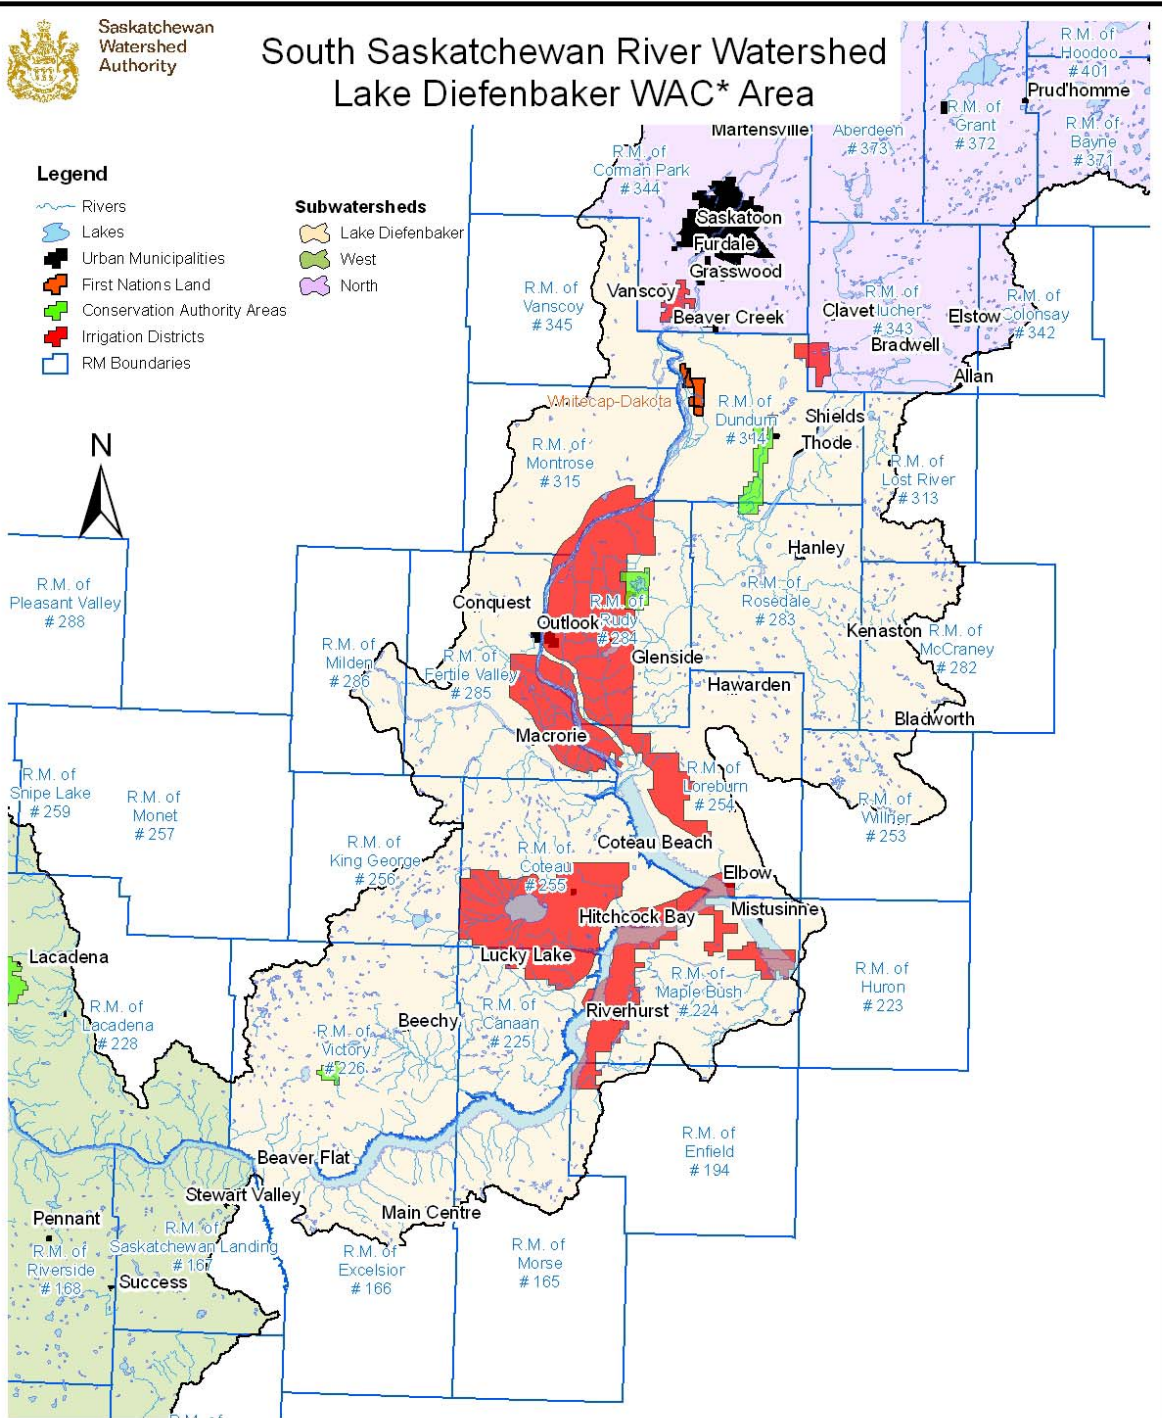 Saskatchewan
Watershed
Authority
South Saskatchewan River Watershed
Lake Diefenbaker WAC* Area
Legend
Rivers
Lakes
Urban Municipalities
First Nations Land
Conservation Authority Areas
Irrigation Districts
RM Boundaries
Subwatersheds
Lake Diefenbaker
West
North
N
R.M. of
Hoodoo
# 401
Prud'homme
R.M. of
Grant
# 372
R.M. of
Bayne
# 371
Martensville
Aberdeen
# 373
R.M. of
Corman Park
# 344
Saskatoon
Furdale
Grasswood
Vanscoy
Beaver Creek
R.M. of
Vanscoy
# 345
Clavet
R.M. of
lucher
# 343
Elstow
R.M. of
Colonsay
# 342
Bradwell
Allan
Whitecap-Dakota
R.M. of
Dundurn
# 314
Shields
Thode
R.M. of
Montrose
# 315
R.M. of
Lost River
# 313
Hanley
R.M. of
Pleasant Valley
# 288
Conquest
Outlook
R.M. of
Rudy
# 284
R.M. of
Rosedale
# 283
Kenaston
R.M. of
McCraney
# 282
R.M. of
Milden
# 286
R.M. of
Fertile Valley
# 285
Glenside
Hawarden
Bladworth
Macrorie
R.M. of
Snipe Lake
# 259
R.M. of
Monet
# 257
R.M. of
Loreburn
# 254
R.M. of
Willner
# 253
R.M. of
King George
# 256
R.M. of
Coteau
# 255
Coteau Beach
Elbow
Mistusinne
Hitchcock Bay
Lucky Lake
Lacadena
R.M. of
Lacadena
# 228
R.M. of
Victory
# 226
Beechy
R.M. of
Canaan
# 225
Riverhurst
R.M. of
Maple Bush
# 224
R.M. of
Huron
# 223
R.M. of
Enfield
# 194
Beaver Flat
Stewart Valley
Main Centre
Pennant
R.M. of
Riverside
# 168
R.M. of
Saskatchewan Landing
# 167
Success
R.M. of
Excelsior
# 166
R.M. of
Morse
# 165